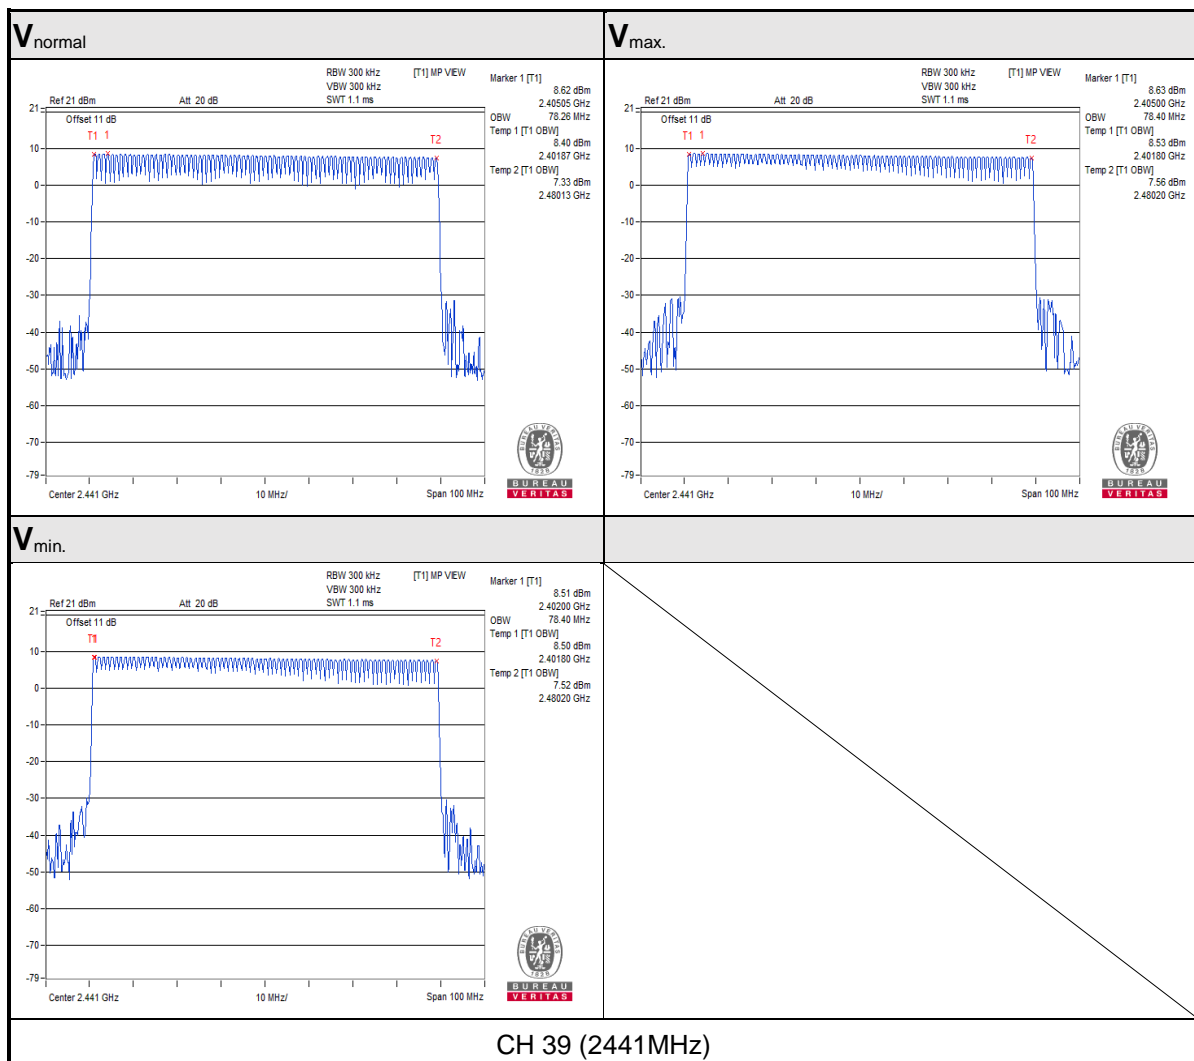 Vnormal
RBW 300 kHz [T1] MP VIEW
VBW 300 kHz
Ref 21 dBm Att 20 dB SWT 1.1 ms
Offset 11 dB
Marker 1 [T1]
8.62 dBm
2.40505 GHz
OBW 78.26 MHz
Temp 1 [T1 OBW]
8.40 dBm
2.40187 GHz
Temp 2 [T1 OBW]
7.33 dBm
2.48013 GHz
T1 1 T2
21
10
0
-10
-20
-30
-40
-50
-60
-70
-79
Center 2.441 GHz 10 MHz/ Span 100 MHz
BUREAU VERITAS
1828
BUREAU
VERITAS
Vmax.
RBW 300 kHz [T1] MP VIEW
VBW 300 kHz
Ref 21 dBm Att 20 dB SWT 1.1 ms
Offset 11 dB
Marker 1 [T1]
8.63 dBm
2.40500 GHz
OBW 78.40 MHz
Temp 1 [T1 OBW]
8.53 dBm
2.40180 GHz
Temp 2 [T1 OBW]
7.56 dBm
2.48020 GHz
T1 1 T2
21
10
0
-10
-20
-30
-40
-50
-60
-70
-79
Center 2.441 GHz 10 MHz/ Span 100 MHz
BUREAU VERITAS
1828
BUREAU
VERITAS
Vmin.
RBW 300 kHz [T1] MP VIEW
VBW 300 kHz
Ref 21 dBm Att 20 dB SWT 1.1 ms
Offset 11 dB
Marker 1 [T1]
8.51 dBm
2.40200 GHz
OBW 78.40 MHz
Temp 1 [T1 OBW]
8.50 dBm
2.40180 GHz
Temp 2 [T1 OBW]
7.52 dBm
2.48020 GHz
T1 1 T2
21
10
0
-10
-20
-30
-40
-50
-60
-70
-79
Center 2.441 GHz 10 MHz/ Span 100 MHz
BUREAU VERITAS
1828
BUREAU
VERITAS
CH 39 (2441MHz)